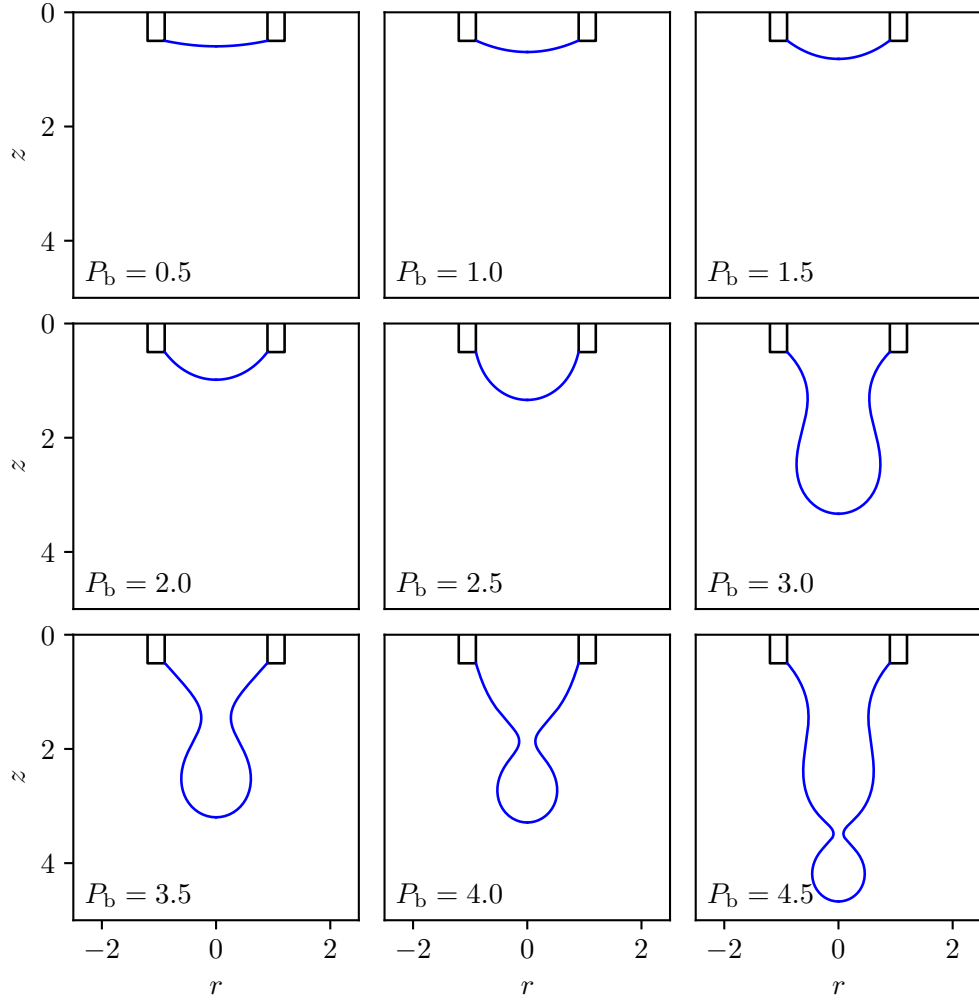 0
2
4
z
P_b = 0.5
P_b = 1.0
P_b = 1.5
0
2
4
z
P_b = 2.0
P_b = 2.5
P_b = 3.0
0
2
4
z
P_b = 3.5
P_b = 4.0
P_b = 4.5
−2 0 2
−2 0 2
−2 0 2
r
r
r